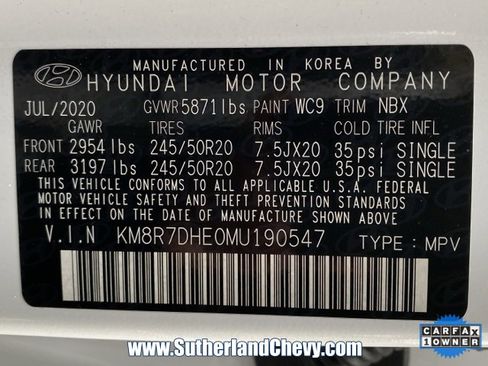 MANUFACTURED IN KOREA BY
HYUNDAI MOTOR COMPANY
JUL/2020 GVWR 5871 lbs PAINT WC9 TRIM NBX
GAWR TIRES RIMS COLD TIRE INFL
FRONT 2954 lbs 245/50R20 7.5JX20 35psi SINGLE
REAR 3197 lbs 245/50R20 7.5JX20 35psi SINGLE
THIS VEHICLE CONFORMS TO ALL APPLICABLE U.S.A. FEDERAL
MOTOR VEHICLE SAFETY AND THEFT PREVENTION STANDARDS
IN EFFECT ON THE DATE OF MANUFACTURE SHOWN ABOVE.
V.I.N KM8R7DHE0MU190547 TYPE : MPV
www.SutherlandChevy.com
CARFAX
1 OWNER